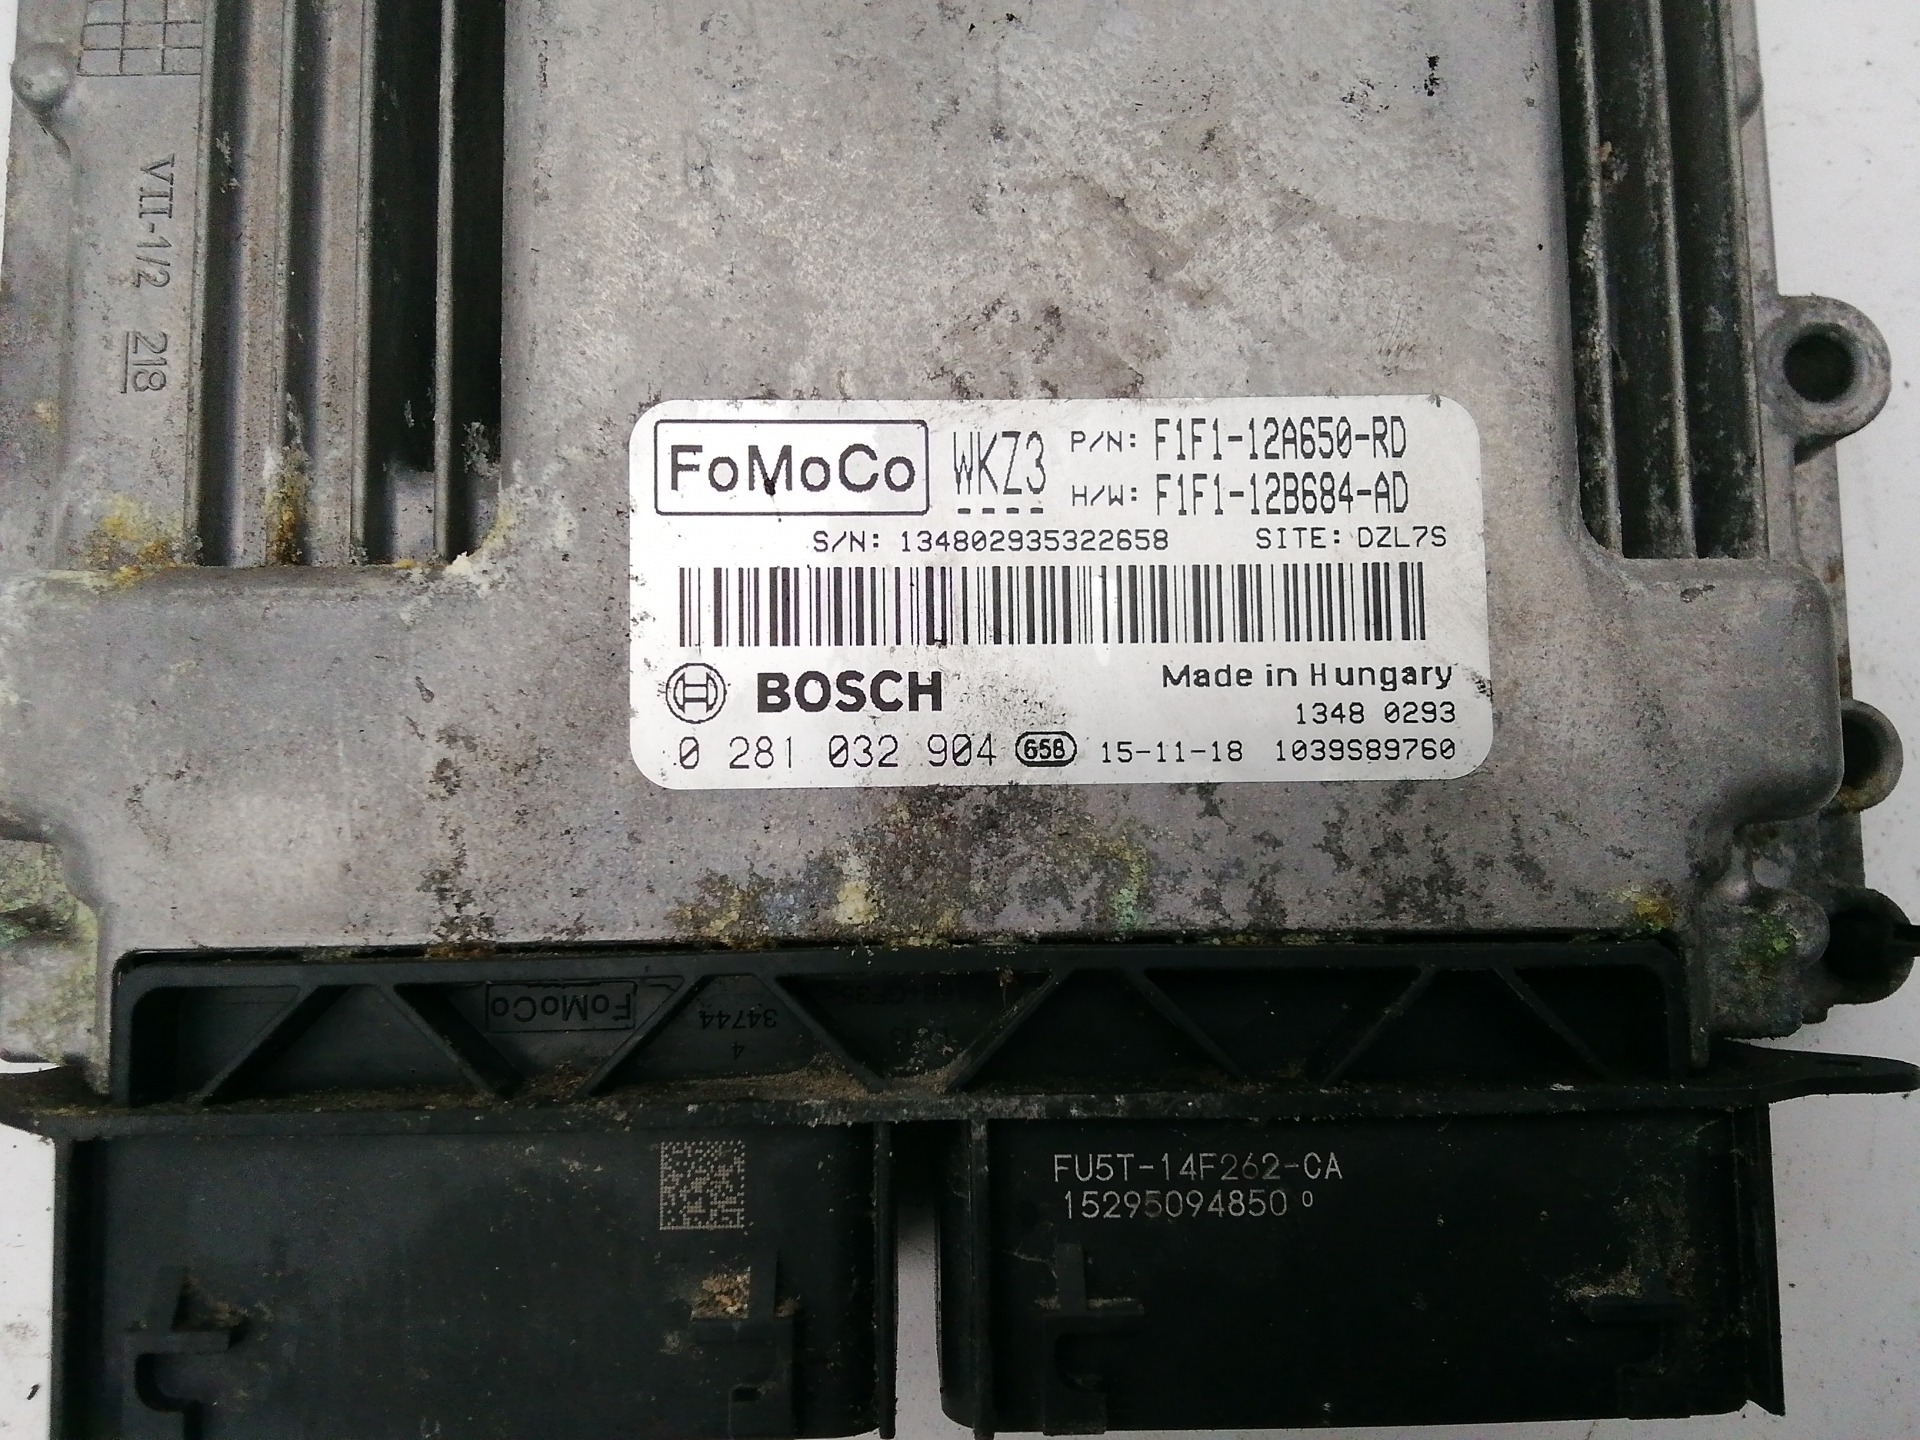 VII-1/2 218
FoMoCo WKZ3 P/N: F1F1-12A650-RD
H/W: F1F1-12B684-AD
S/N: 134802935322658 SITE: DZL7S
BOSCH Made in Hungary
1348 0293
0 281 032 904 658 15-11-18 1039S89760
FoMoCo
34744
4
FU5T-14F262-CA
15295094850 0